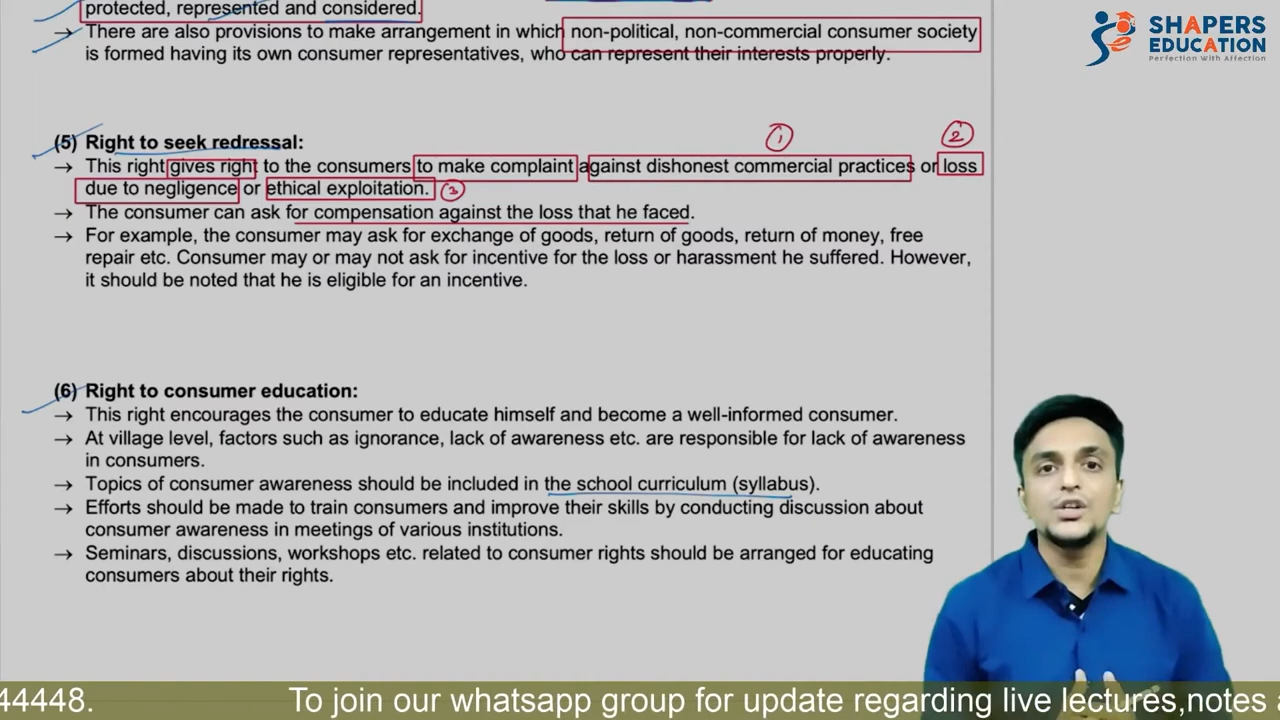 protected, represented and considered.
→ There are also provisions to make arrangement in which non-political, non-commercial consumer society
is formed having its own consumer representatives, who can represent their interests properly.
SHAPERS
EDUCATION
Perfection With Affection
① ②
(5) Right to seek redressal:
→ This right gives right to the consumers to make complaint against dishonest commercial practices or loss
due to negligence or ethical exploitation. ③
→ The consumer can ask for compensation against the loss that he faced.
→ For example, the consumer may ask for exchange of goods, return of goods, return of money, free
repair etc. Consumer may or may not ask for incentive for the loss or harassment he suffered. However,
it should be noted that he is eligible for an incentive.
(6) Right to consumer education:
→ This right encourages the consumer to educate himself and become a well-informed consumer.
→ At village level, factors such as ignorance, lack of awareness etc. are responsible for lack of awareness
in consumers.
→ Topics of consumer awareness should be included in the school curriculum (syllabus).
→ Efforts should be made to train consumers and improve their skills by conducting discussion about
consumer awareness in meetings of various institutions.
→ Seminars, discussions, workshops etc. related to consumer rights should be arranged for educating
consumers about their rights.
44448. To join our whatsapp group for update regarding live lectures,notes